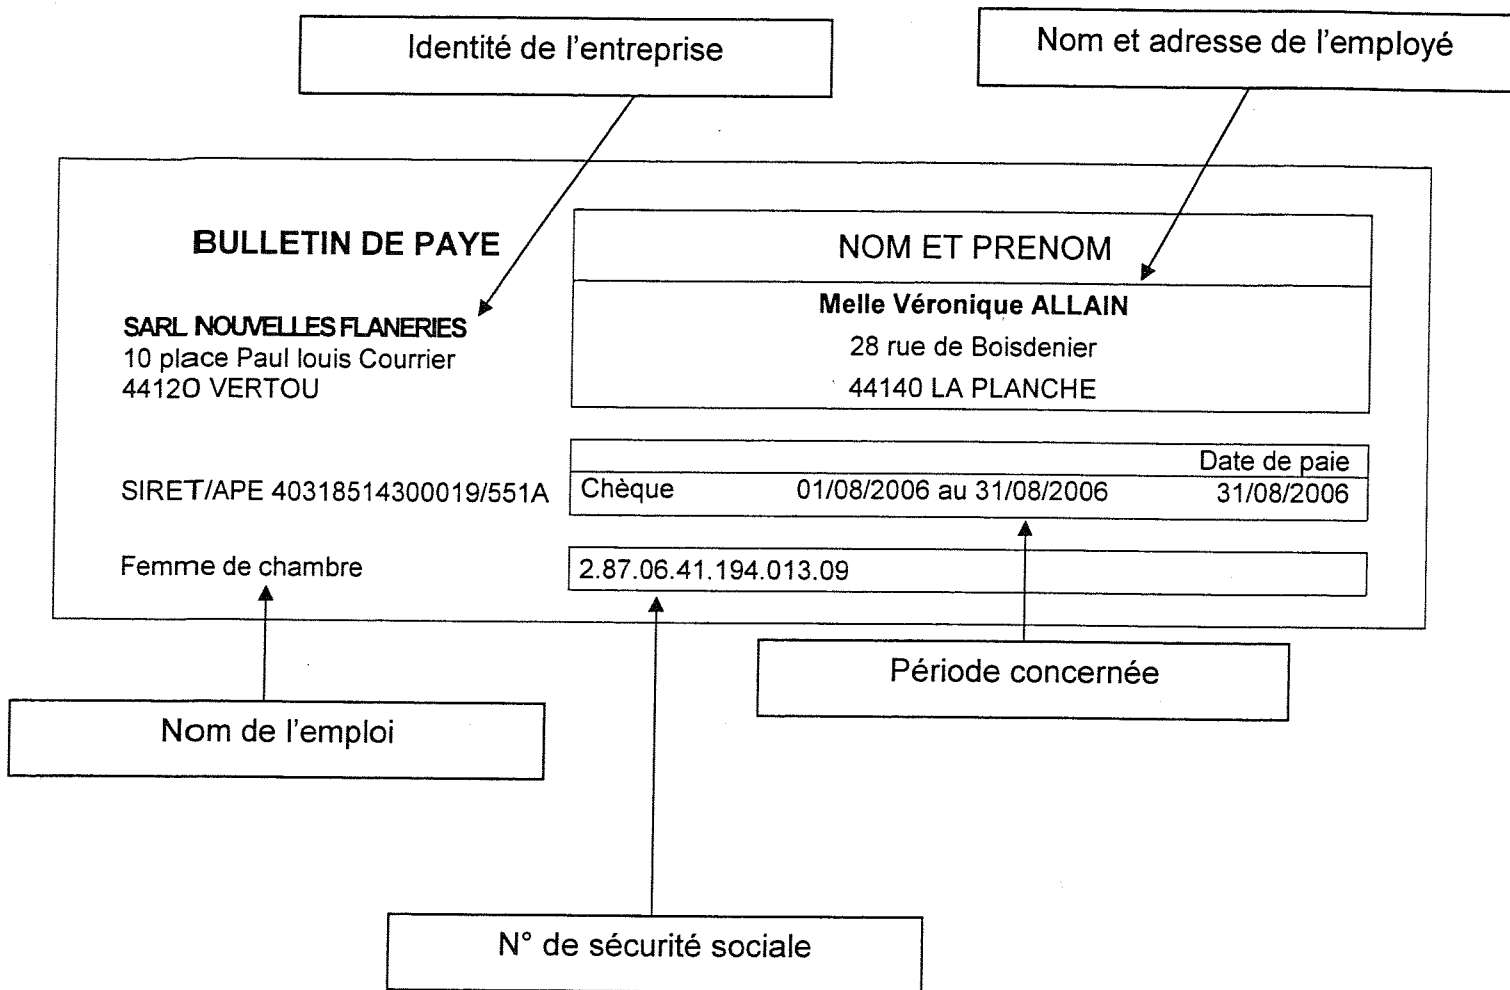 Identité de l'entreprise
Nom et adresse de l'employé
BULLETIN DE PAYE
NOM ET PRENOM
SARL NOUVELLES FLANERIES
10 place Paul louis Courrier
44120 VERTOU
Melle Véronique ALLAIN
28 rue de Boisdenier
44140 LA PLANCHE
Date de paie
SIRET/APE 40318514300019/551A
Chèque 01/08/2006 au 31/08/2006 31/08/2006
Femme de chambre
2.87.06.41.194.013.09
Période concernée
Nom de l'emploi
N° de sécurité sociale